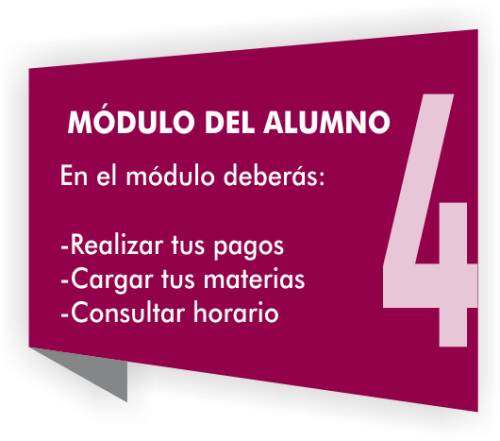 MÓDULO DEL ALUMNO
En el módulo deberás:
-Realizar tus pagos
-Cargar tus materias
-Consultar horario
4